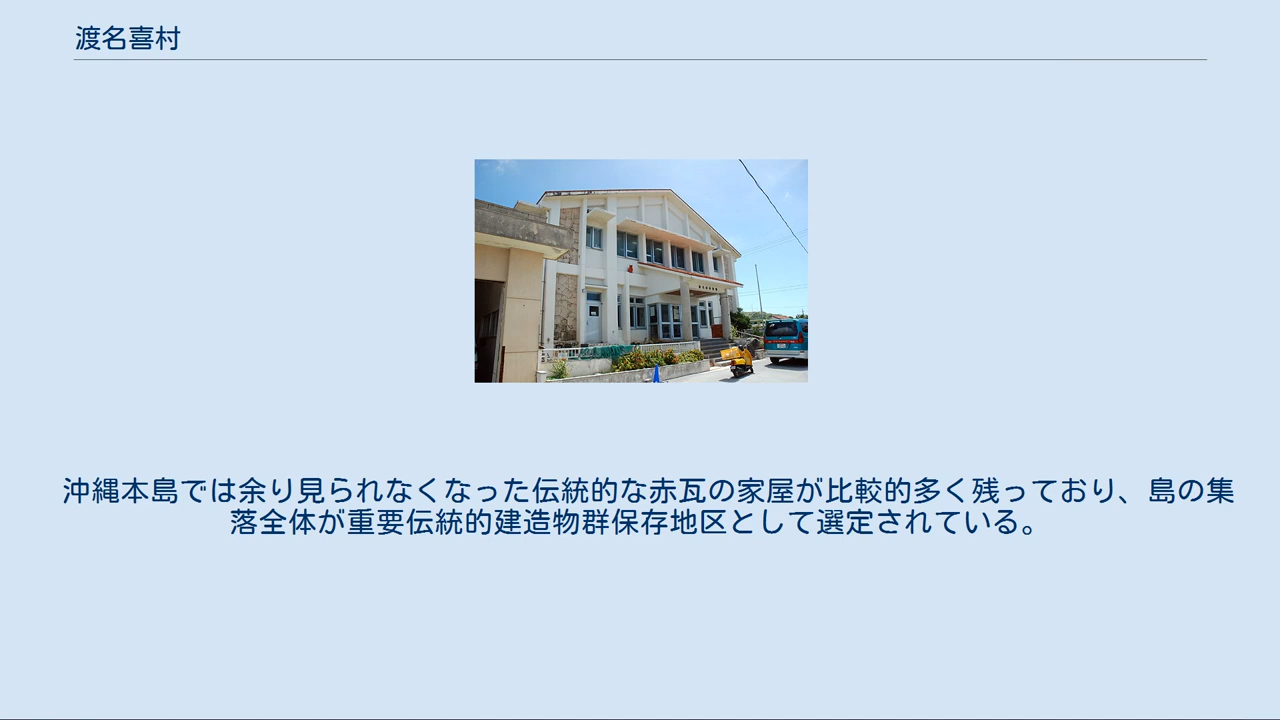 渡名喜村
沖縄本島では余り見られなくなった伝統的な赤瓦の家屋が比較的多く残っており、島の集
落全体が重要伝統的建造物群保存地区として選定されている。